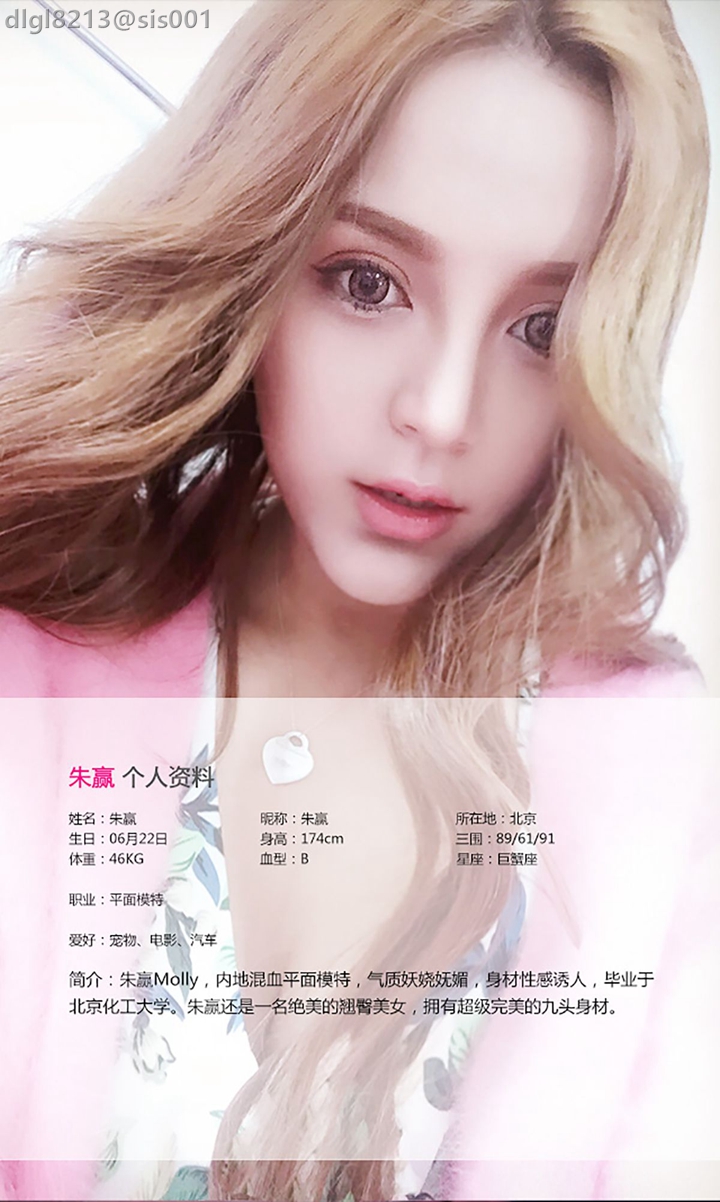 dlgl8213@sis001
朱赢 个人资料
姓名：朱赢 昵称：朱赢 所在地：北京
生日：06月22日 身高：174cm 三围：89/61/91
体重：46KG 血型：B 星座：巨蟹座
职业：平面模特
爱好：宠物、电影、汽车
简介：朱赢Molly，内地混血平面模特，气质妖娆妩媚，身材性感诱人，毕业于
北京化工大学。朱赢还是一名绝美的翘臀美女，拥有超级完美的九头身材。